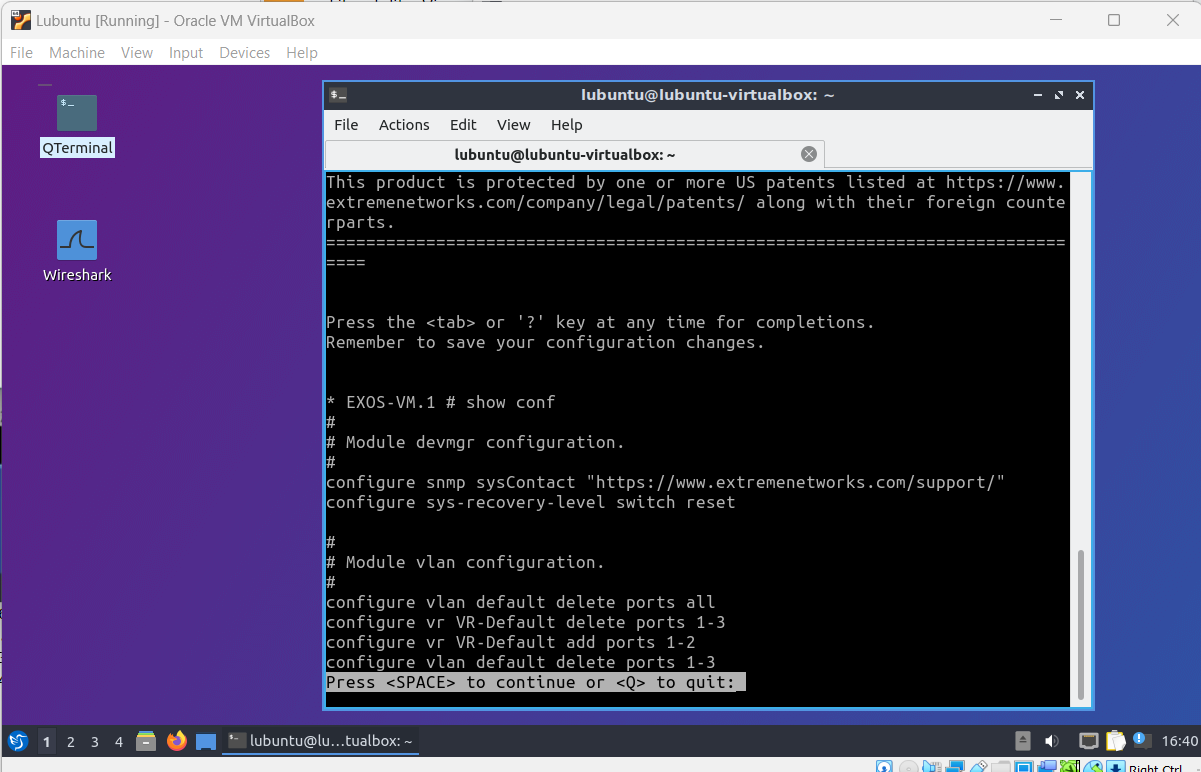 Lubuntu [Running] - Oracle VM VirtualBox
File Machine View Input Devices Help
$_
QTerminal
Wireshark
$_
lubuntu@lubuntu-virtualbox: ~
File Actions Edit View Help
lubuntu@lubuntu-virtualbox: ~
This product is protected by one or more US patents listed at https://www.
extremenetworks.com/company/legal/patents/ along with their foreign counte
rparts.
==========================================================================
====
Press the <tab> or '?' key at any time for completions.
Remember to save your configuration changes.
* EXOS-VM.1 # show conf
#
# Module devmgr configuration.
#
configure snmp sysContact "https://www.extremenetworks.com/support/"
configure sys-recovery-level switch reset
#
# Module vlan configuration.
#
configure vlan default delete ports all
configure vr VR-Default delete ports 1-3
configure vr VR-Default add ports 1-2
configure vlan default delete ports 1-3
Press <SPACE> to continue or <Q> to quit:
1 2 3 4
lubuntu@lu…tualbox: ~
16:40
Right Ctrl